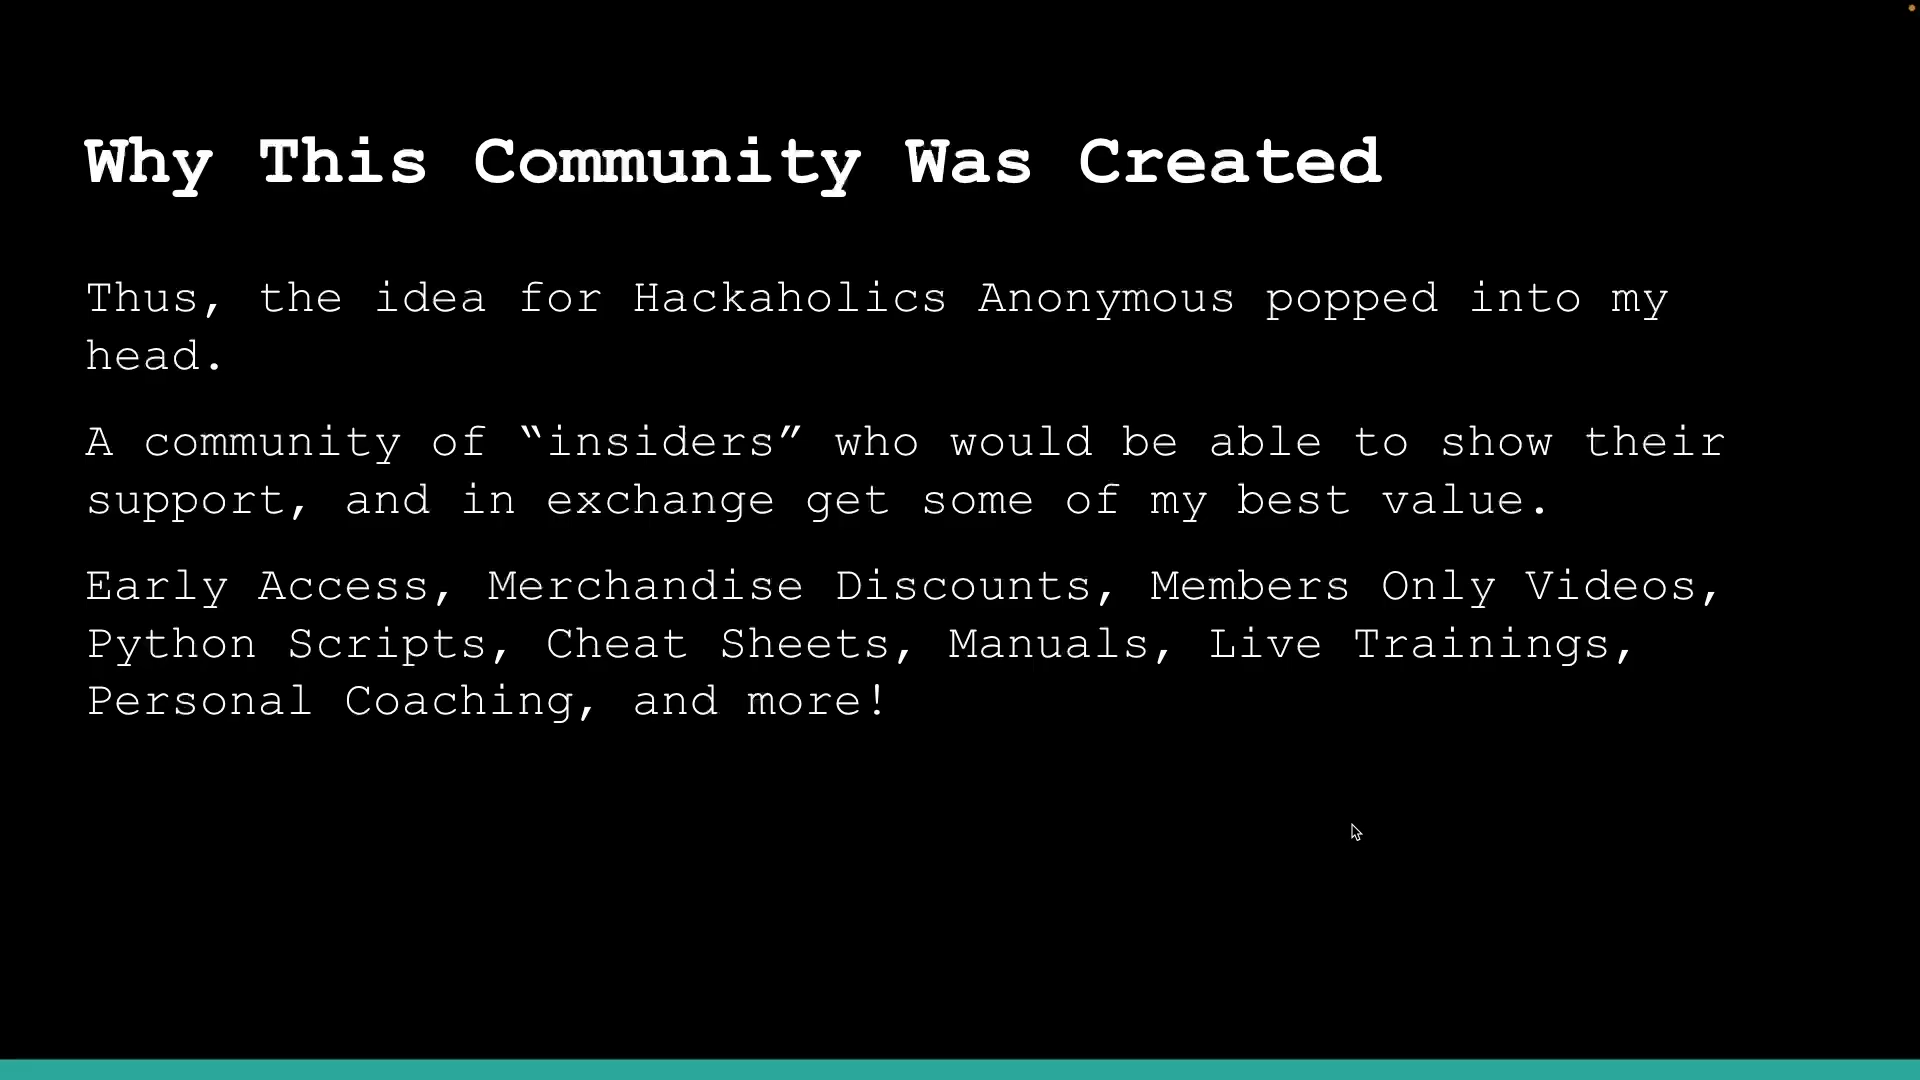 Why This Community Was Created
Thus, the idea for Hackaholics Anonymous popped into my
head.
A community of “insiders” who would be able to show their
support, and in exchange get some of my best value.
Early Access, Merchandise Discounts, Members Only Videos,
Python Scripts, Cheat Sheets, Manuals, Live Trainings,
Personal Coaching, and more!